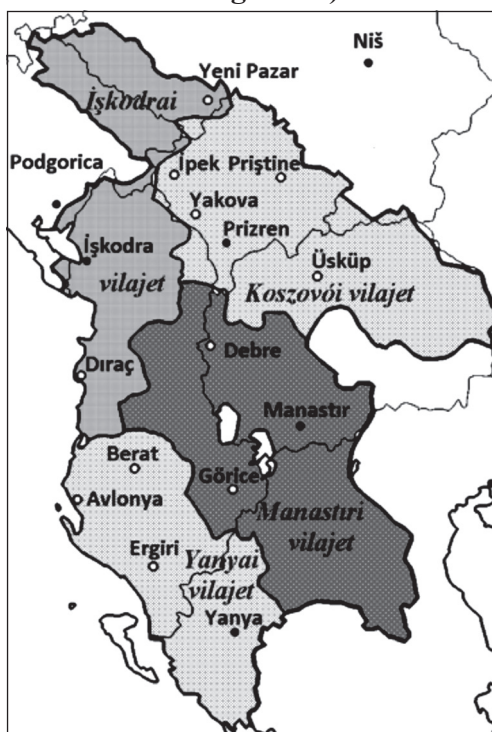 Niš
Yeni Pazar
İşkodrai
Podgorica
İpek
Priştine
Yakova
Prizren
İşkodra
vilajet
Üsküp
Koszovói vilajet
Dıraç
Debre
Manastır
Berat
Görice
Avlonya
Manastıri
vilajet
Ergiri
Yanyai
vilajet
Yanya